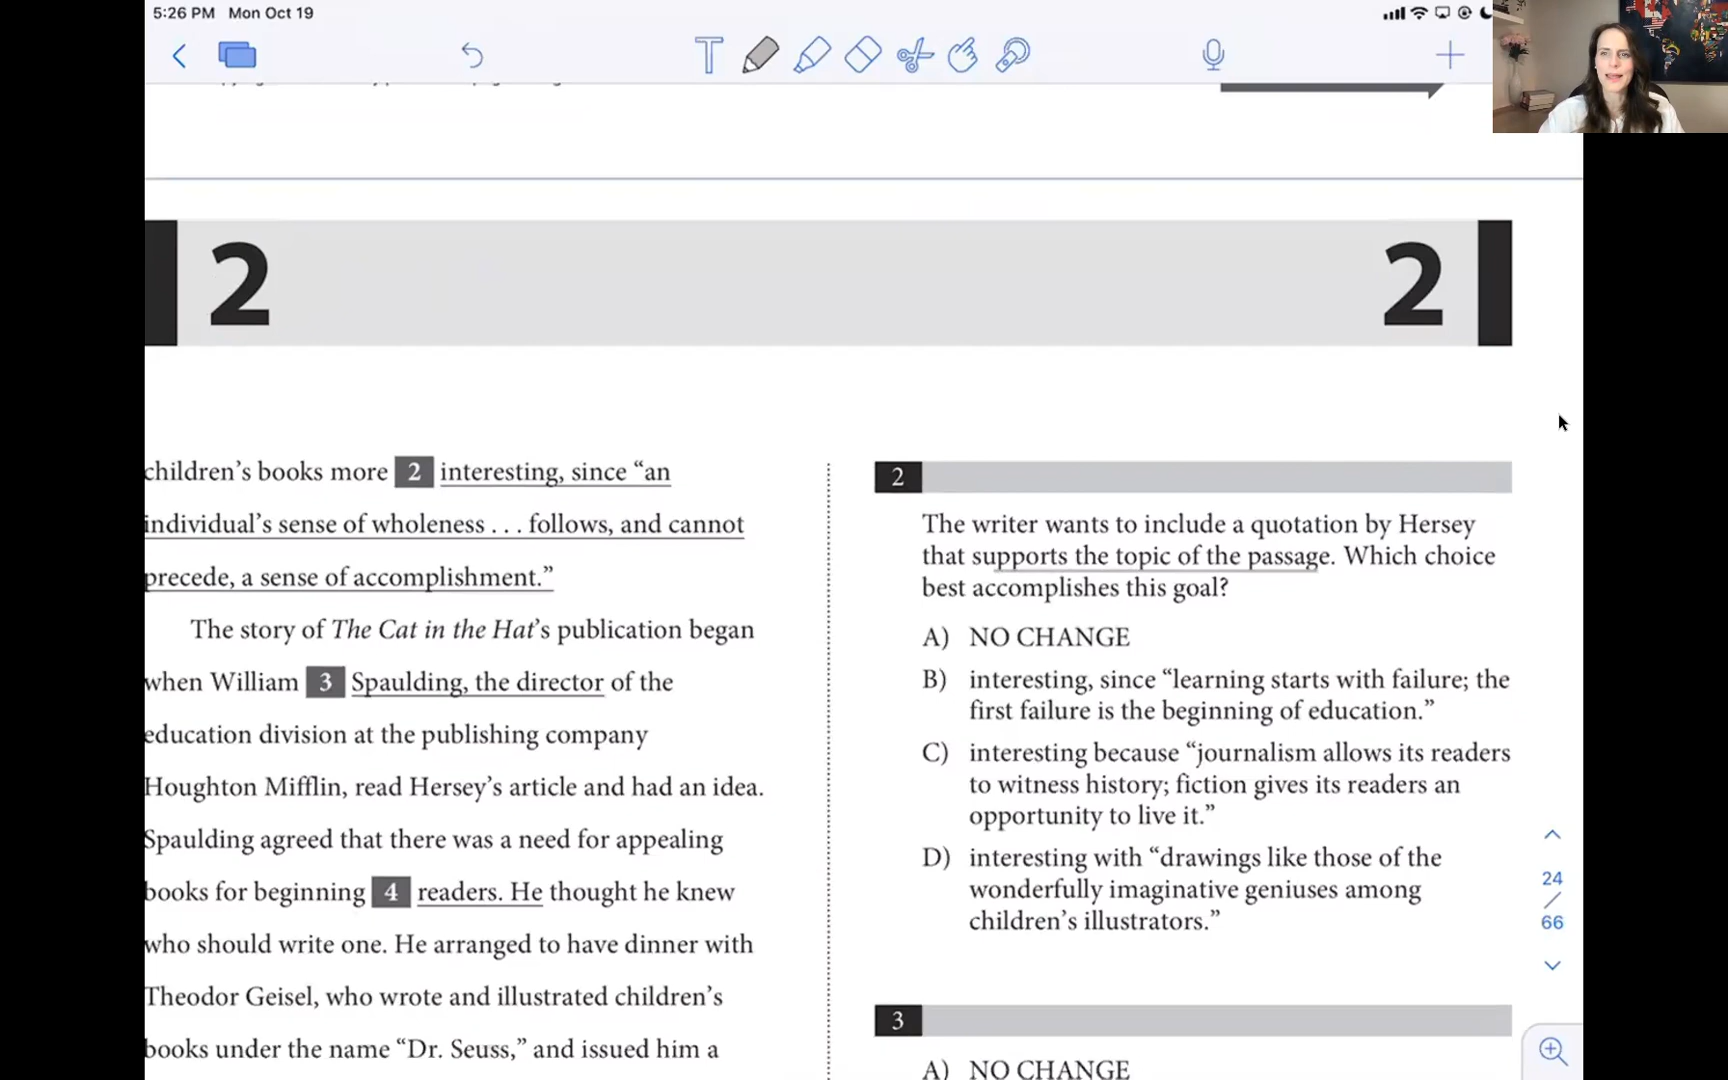 5:26 PM Mon Oct 19
2 2
children’s books more 2 interesting, since “an
individual’s sense of wholeness . . . follows, and cannot
precede, a sense of accomplishment.”
The story of The Cat in the Hat’s publication began
when William 3 Spaulding, the director of the
education division at the publishing company
Houghton Mifflin, read Hersey’s article and had an idea.
Spaulding agreed that there was a need for appealing
books for beginning 4 readers. He thought he knew
who should write one. He arranged to have dinner with
Theodor Geisel, who wrote and illustrated children’s
books under the name “Dr. Seuss,” and issued him a
2
The writer wants to include a quotation by Hersey
that supports the topic of the passage. Which choice
best accomplishes this goal?
A) NO CHANGE
B) interesting, since “learning starts with failure; the
first failure is the beginning of education.”
C) interesting because “journalism allows its readers
to witness history; fiction gives its readers an
opportunity to live it.”
D) interesting with “drawings like those of the
wonderfully imaginative geniuses among
children’s illustrators.”
3
A) NO CHANGE
24
/
66